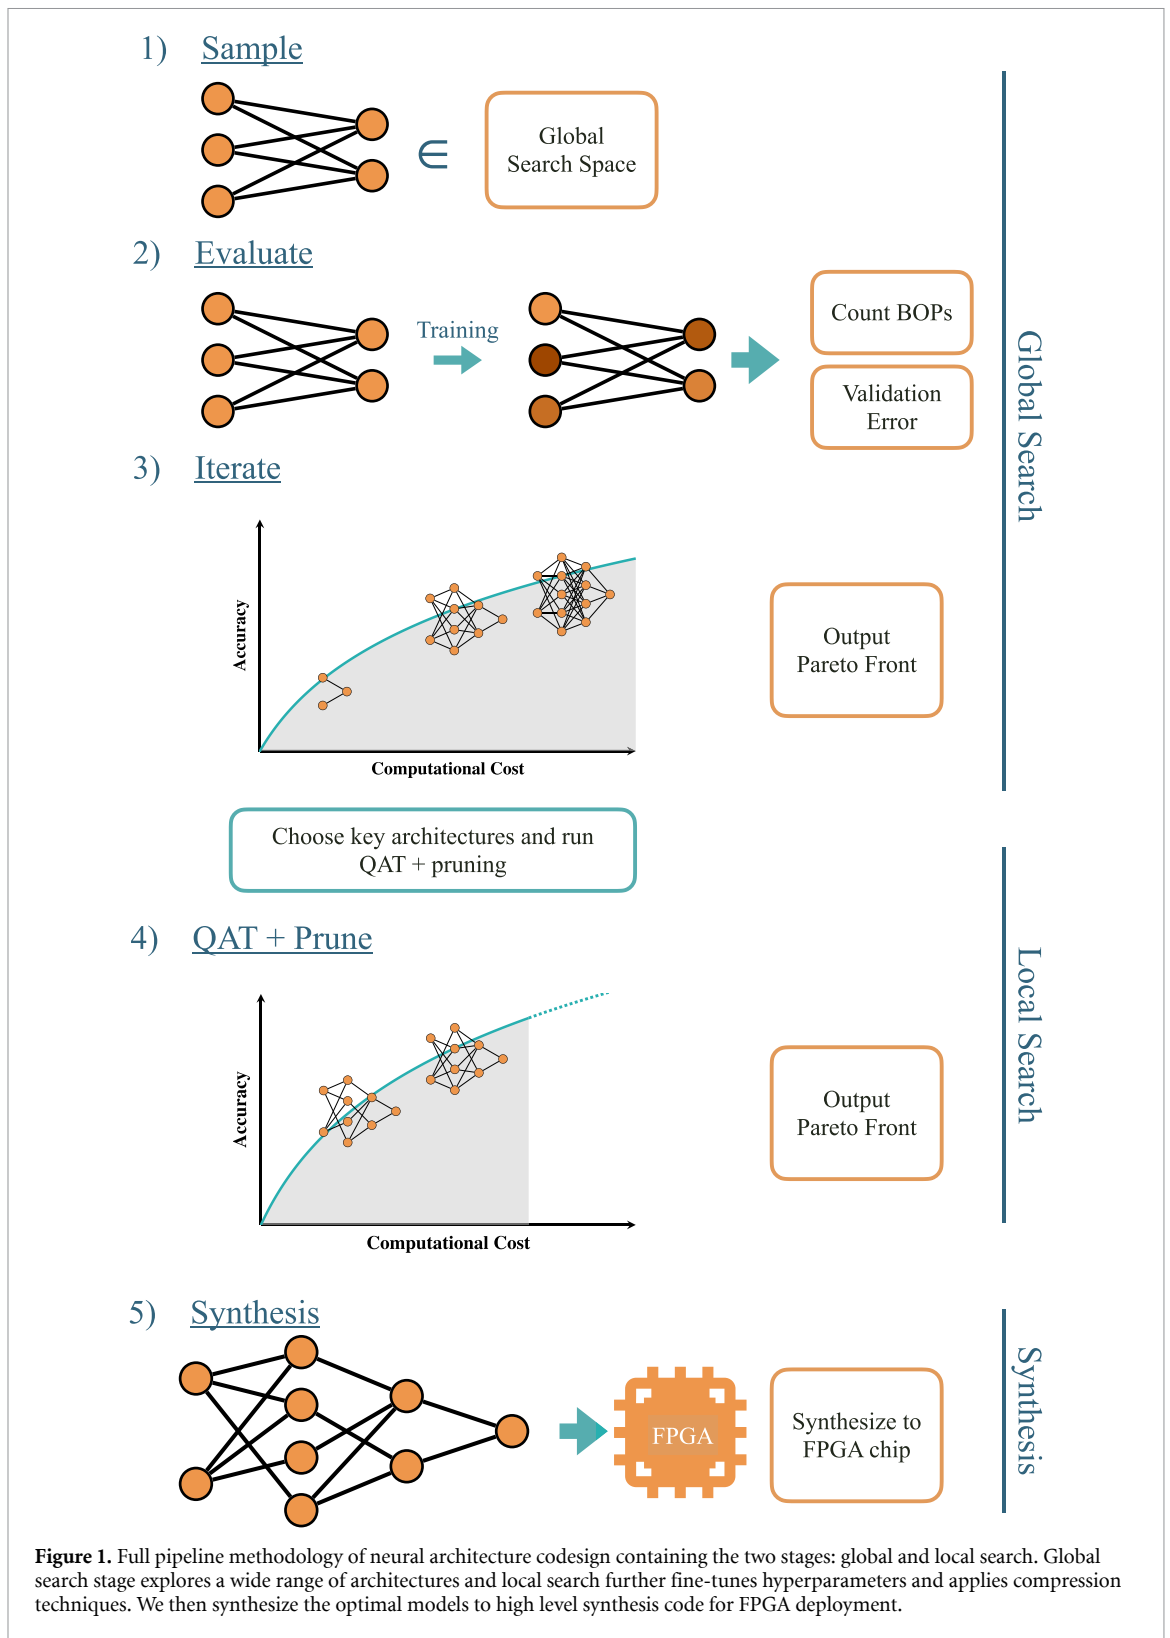 1) Sample
∈
Global
Search Space
2) Evaluate
Training
Count BOPs
Validation
Error
Global Search
3) Iterate
Accuracy
Computational Cost
Output
Pareto Front
Choose key architectures and run
QAT + pruning
4) QAT + Prune
Accuracy
Computational Cost
Output
Pareto Front
Local Search
5) Synthesis
FPGA
Synthesize to
FPGA chip
Synthesis
Figure 1. Full pipeline methodology of neural architecture codesign containing the two stages: global and local search. Global
search stage explores a wide range of architectures and local search further fine-tunes hyperparameters and applies compression
techniques. We then synthesize the optimal models to high level synthesis code for FPGA deployment.